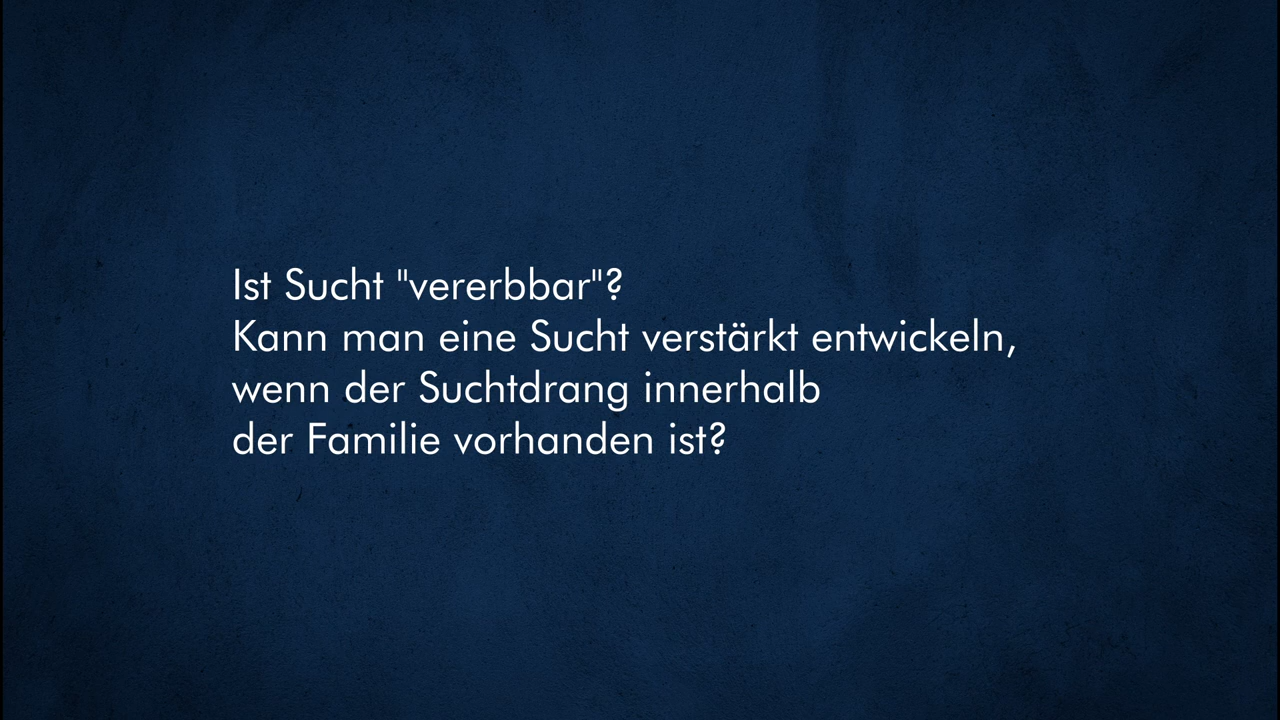 Ist Sucht "vererbbar"?
Kann man eine Sucht verstärkt entwickeln,
wenn der Suchtdrang innerhalb
der Familie vorhanden ist?